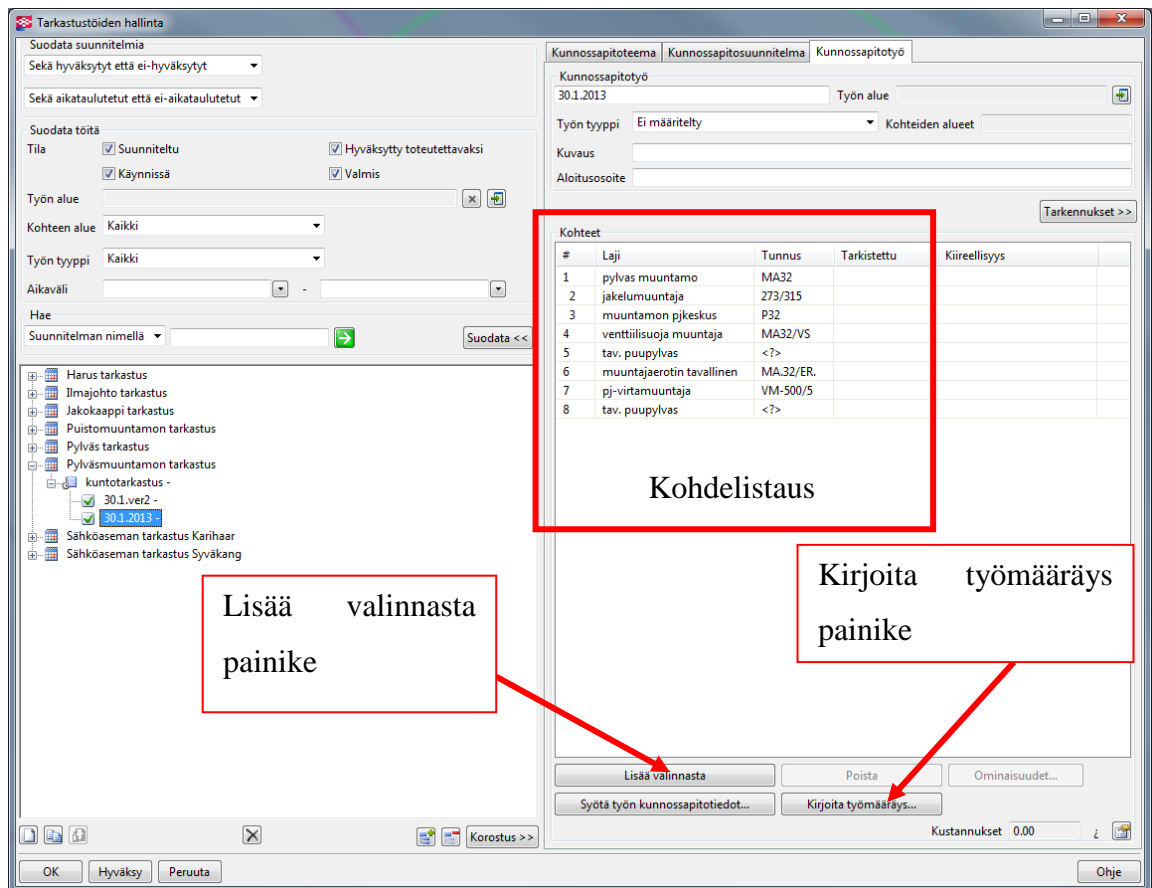 Tarkastustöiden hallinta
Suodata suunnitelmia
Sekä hyväksytyt että ei-hyväksytyt
Sekä aikataulutetut että ei-aikataulutetut
Suodata töitä
Tila Suunniteltu Hyväksytty toteutettavaksi
Käynnissä Valmis
Työn alue
Kohteen alue Kaikki
Työn tyyppi Kaikki
Aikaväli -
Hae
Suunnitelman nimellä Suodata <<
Harus tarkastus
Ilmajohto tarkastus
Jakokaappi tarkastus
Puistomuuntamon tarkastus
Pylväs tarkastus
Pylväsmuuntamon tarkastus
kuntotarkastus -
30.1.ver2 -
30.1.2013 -
Sähköaseman tarkastus Karihaar
Sähköaseman tarkastus Syväkang
Korostus >>
OK Hyväksy Peruuta
Kunnossapitoteema Kunnossapitosuunnitelma Kunnossapitotyö
Kunnossapitotyö
30.1.2013 Työn alue
Työn tyyppi Ei määritelty Kohteiden alueet
Kuvaus
Aloitusosoite
Tarkennukset >>
Kohteet
# Laji Tunnus Tarkistettu Kiireellisyys
1 pylvas muuntamo MA32
2 jakelumuuntaja 273/315
3 muuntamon pjkeskus P32
4 venttiilisuoja muuntaja MA32/VS
5 tav. puupylvas <?>
6 muuntajaerotin tavallinen MA.32/ER.
7 pj-virtamuuntaja VM-500/5
8 tav. puupylvas <?>
Kohdelistaus
Kirjoita työmääräys
painike
Lisää valinnasta
painike
Lisää valinnasta Poista Ominaisuudet...
Syötä työn kunnossapitotiedot... Kirjoita työmääräys...
Kustannukset 0.00 ¿
Ohje